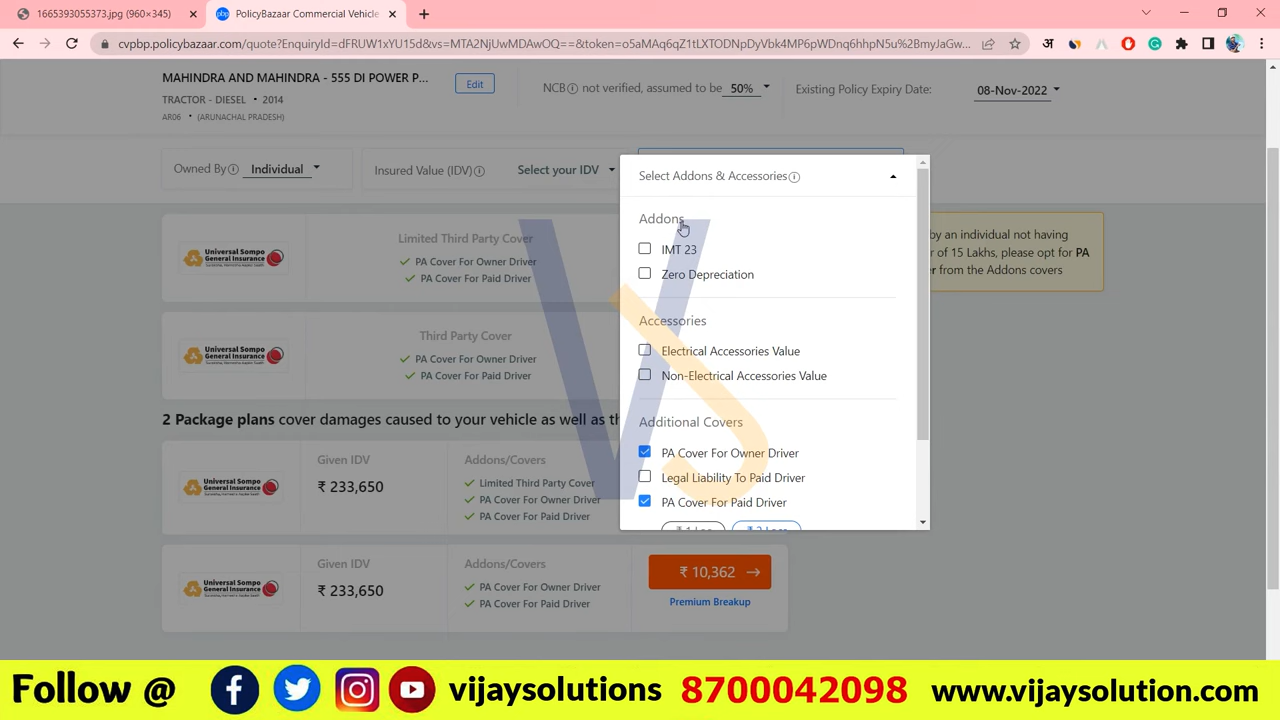 1665393055373.jpg (960×345)
PolicyBazaar Commercial Vehicle
cvpbp.policybazaar.com/quote?EnquiryId=dFRUW1xYU15d&vs=MTA2NjUwMDAwOQ==&token=o5aMAq6qZ1tLXTODNpDyVbk4MP6pWDnq6hhpN5u%2BmyJaGw...
अ
MAHINDRA AND MAHINDRA - 555 DI POWER P...
Edit
TRACTOR - DIESEL • 2014
AR06 • (ARUNACHAL PRADESH)
NCB not verified, assumed to be 50%
Existing Policy Expiry Date: 08-Nov-2022
Owned By Individual
Insured Value (IDV) Select your IDV
Select Addons & Accessories
Addons
IMT 23
Zero Depreciation
Accessories
Electrical Accessories Value
Non-Electrical Accessories Value
Additional Covers
PA Cover For Owner Driver
Legal Liability To Paid Driver
PA Cover For Paid Driver
by an individual not having
of 15 Lakhs, please opt for PA
er from the Addons covers
Universal Sompo
General Insurance
Limited Third Party Cover
PA Cover For Owner Driver
PA Cover For Paid Driver
Universal Sompo
General Insurance
Third Party Cover
PA Cover For Owner Driver
PA Cover For Paid Driver
2 Package plans cover damages caused to your vehicle as well as th
Universal Sompo
General Insurance
Given IDV
₹ 233,650
Addons/Covers
Limited Third Party Cover
PA Cover For Owner Driver
PA Cover For Paid Driver
Universal Sompo
General Insurance
Given IDV
₹ 233,650
Addons/Covers
PA Cover For Owner Driver
PA Cover For Paid Driver
₹ 10,362 →
Premium Breakup
VJ
Follow @ vijaysolutions 8700042098 www.vijaysolution.com